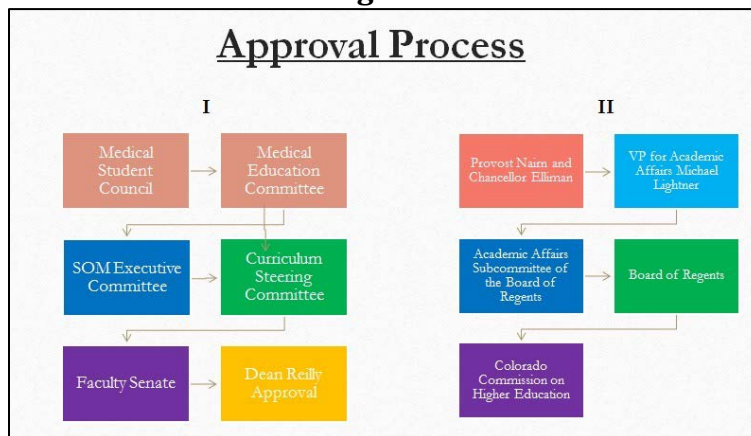 Approval Process
I
II
Medical
Student
Council
Medical
Education
Committee
Provost Nairn and
Chancellor Elliman
VP for Academic
Affairs Michael
Lightner
SOM Executive
Committee
Curriculum
Steering
Committee
Academic Affairs
Subcommittee of
the Board of
Regents
Board of Regents
Faculty Senate
Dean Reilly
Approval
Colorado
Commission on
Higher Education